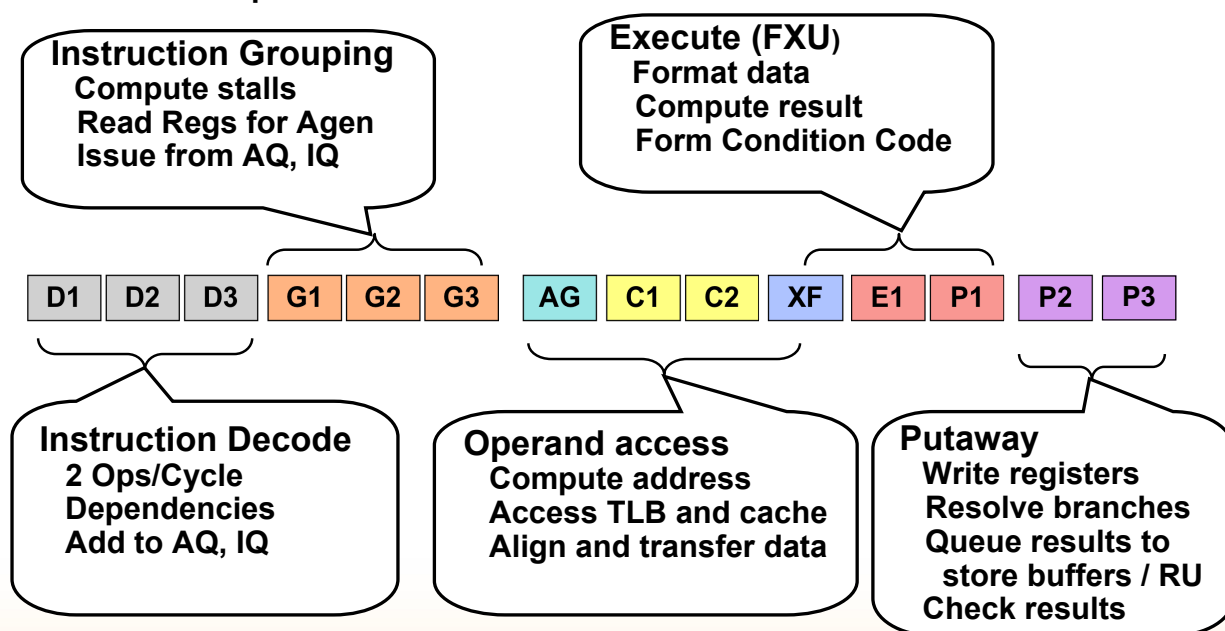 Instruction Grouping
Compute stalls
Read Regs for Agen
Issue from AQ, IQ
Execute (FXU)
Format data
Compute result
Form Condition Code
D1 D2 D3 G1 G2 G3 AG C1 C2 XF E1 P1 P2 P3
Instruction Decode
2 Ops/Cycle
Dependencies
Add to AQ, IQ
Operand access
Compute address
Access TLB and cache
Align and transfer data
Putaway
Write registers
Resolve branches
Queue results to
store buffers / RU
Check results